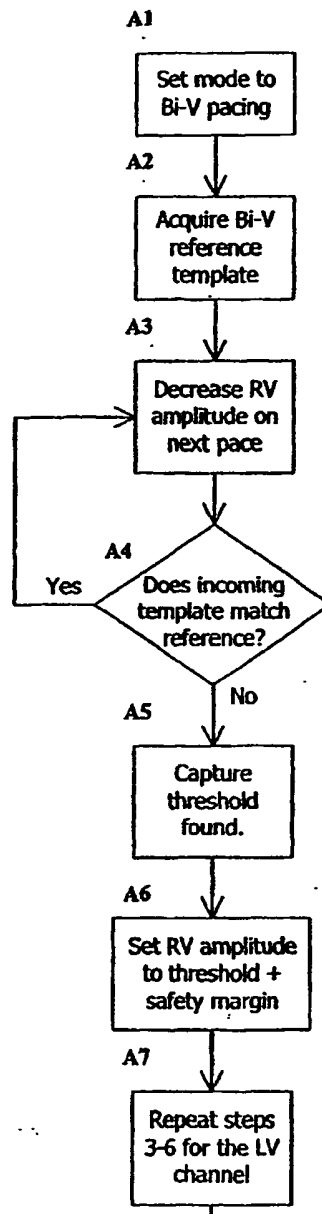 A1
Set mode to
Bi-V pacing
A2
Acquire Bi-V
reference
template
A3
Decrease RV
amplitude on
next pace
A4
Yes
Does incoming
template match
reference?
No
A5
Capture
threshold
found.
A6
Set RV amplitude
to threshold +
safety margin
A7
Repeat steps
3-6 for the LV
channel